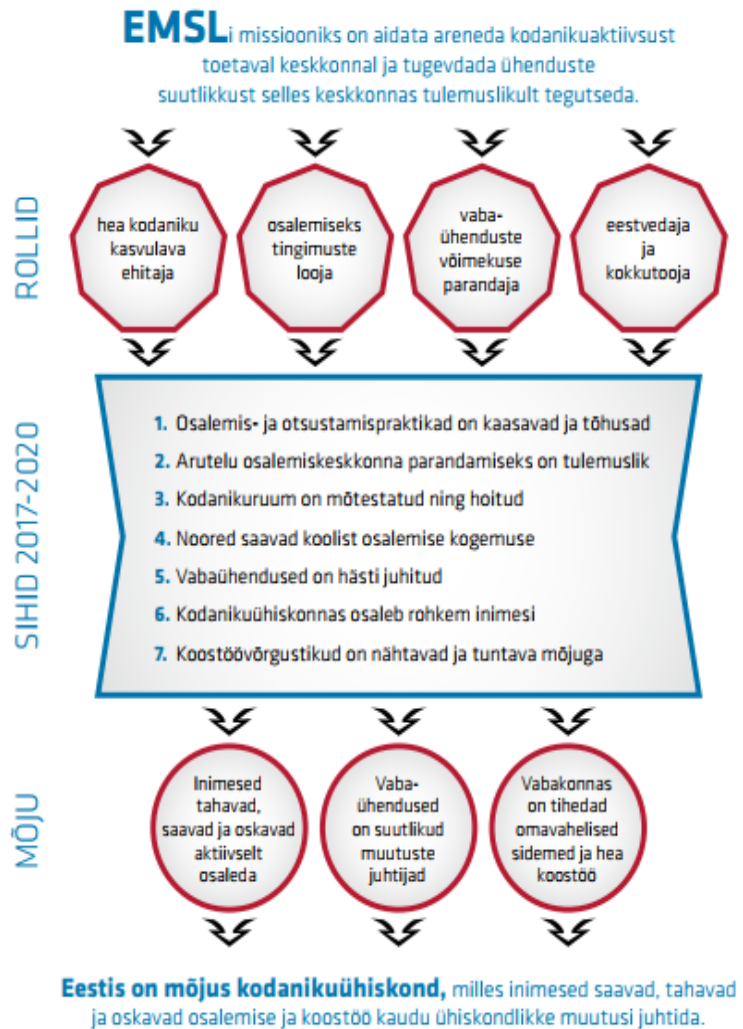 EMSLi missiooniks on aidata areneda kodanikuaktiivsust
toetaval keskkonnal ja tugevdada ühenduste
suutlikkust selles keskkonnas tulemuslikult tegutseda.
ROLLID
hea kodaniku
kasvulava
ehitaja
osalemiseks
tingimuste
looja
vaba-
ühenduste
võimekuse
parandaja
eestvedaja
ja
kokkutooja
SIHID 2017-2020
1. Osalemis- ja otsustamispraktikad on kaasavad ja tõhusad
2. Arutelu osalemiskeskkonna parandamiseks on tulemuslik
3. Kodanikuruum on mõtestatud ning hoitud
4. Noored saavad koolist osalemise kogemuse
5. Vabaühendused on hästi juhitud
6. Kodanikuühiskonnas osaleb rohkem inimesi
7. Koostöövõrgustikud on nähtavad ja tuntava mõjuga
MÕJU
Inimesed
tahavad,
saavad ja oskavad
aktiivselt
osaleda
Vaba-
ühendused
on suutlikud
muutuste
juhtijad
Vabakonnas
on tihedad
omavahelised
sidemed ja hea
koostöö
Eestis on mõjus kodanikuühiskond, milles inimesed saavad, tahavad
ja oskavad osalemise ja koostöö kaudu ühiskondlikke muutusi juhtida.